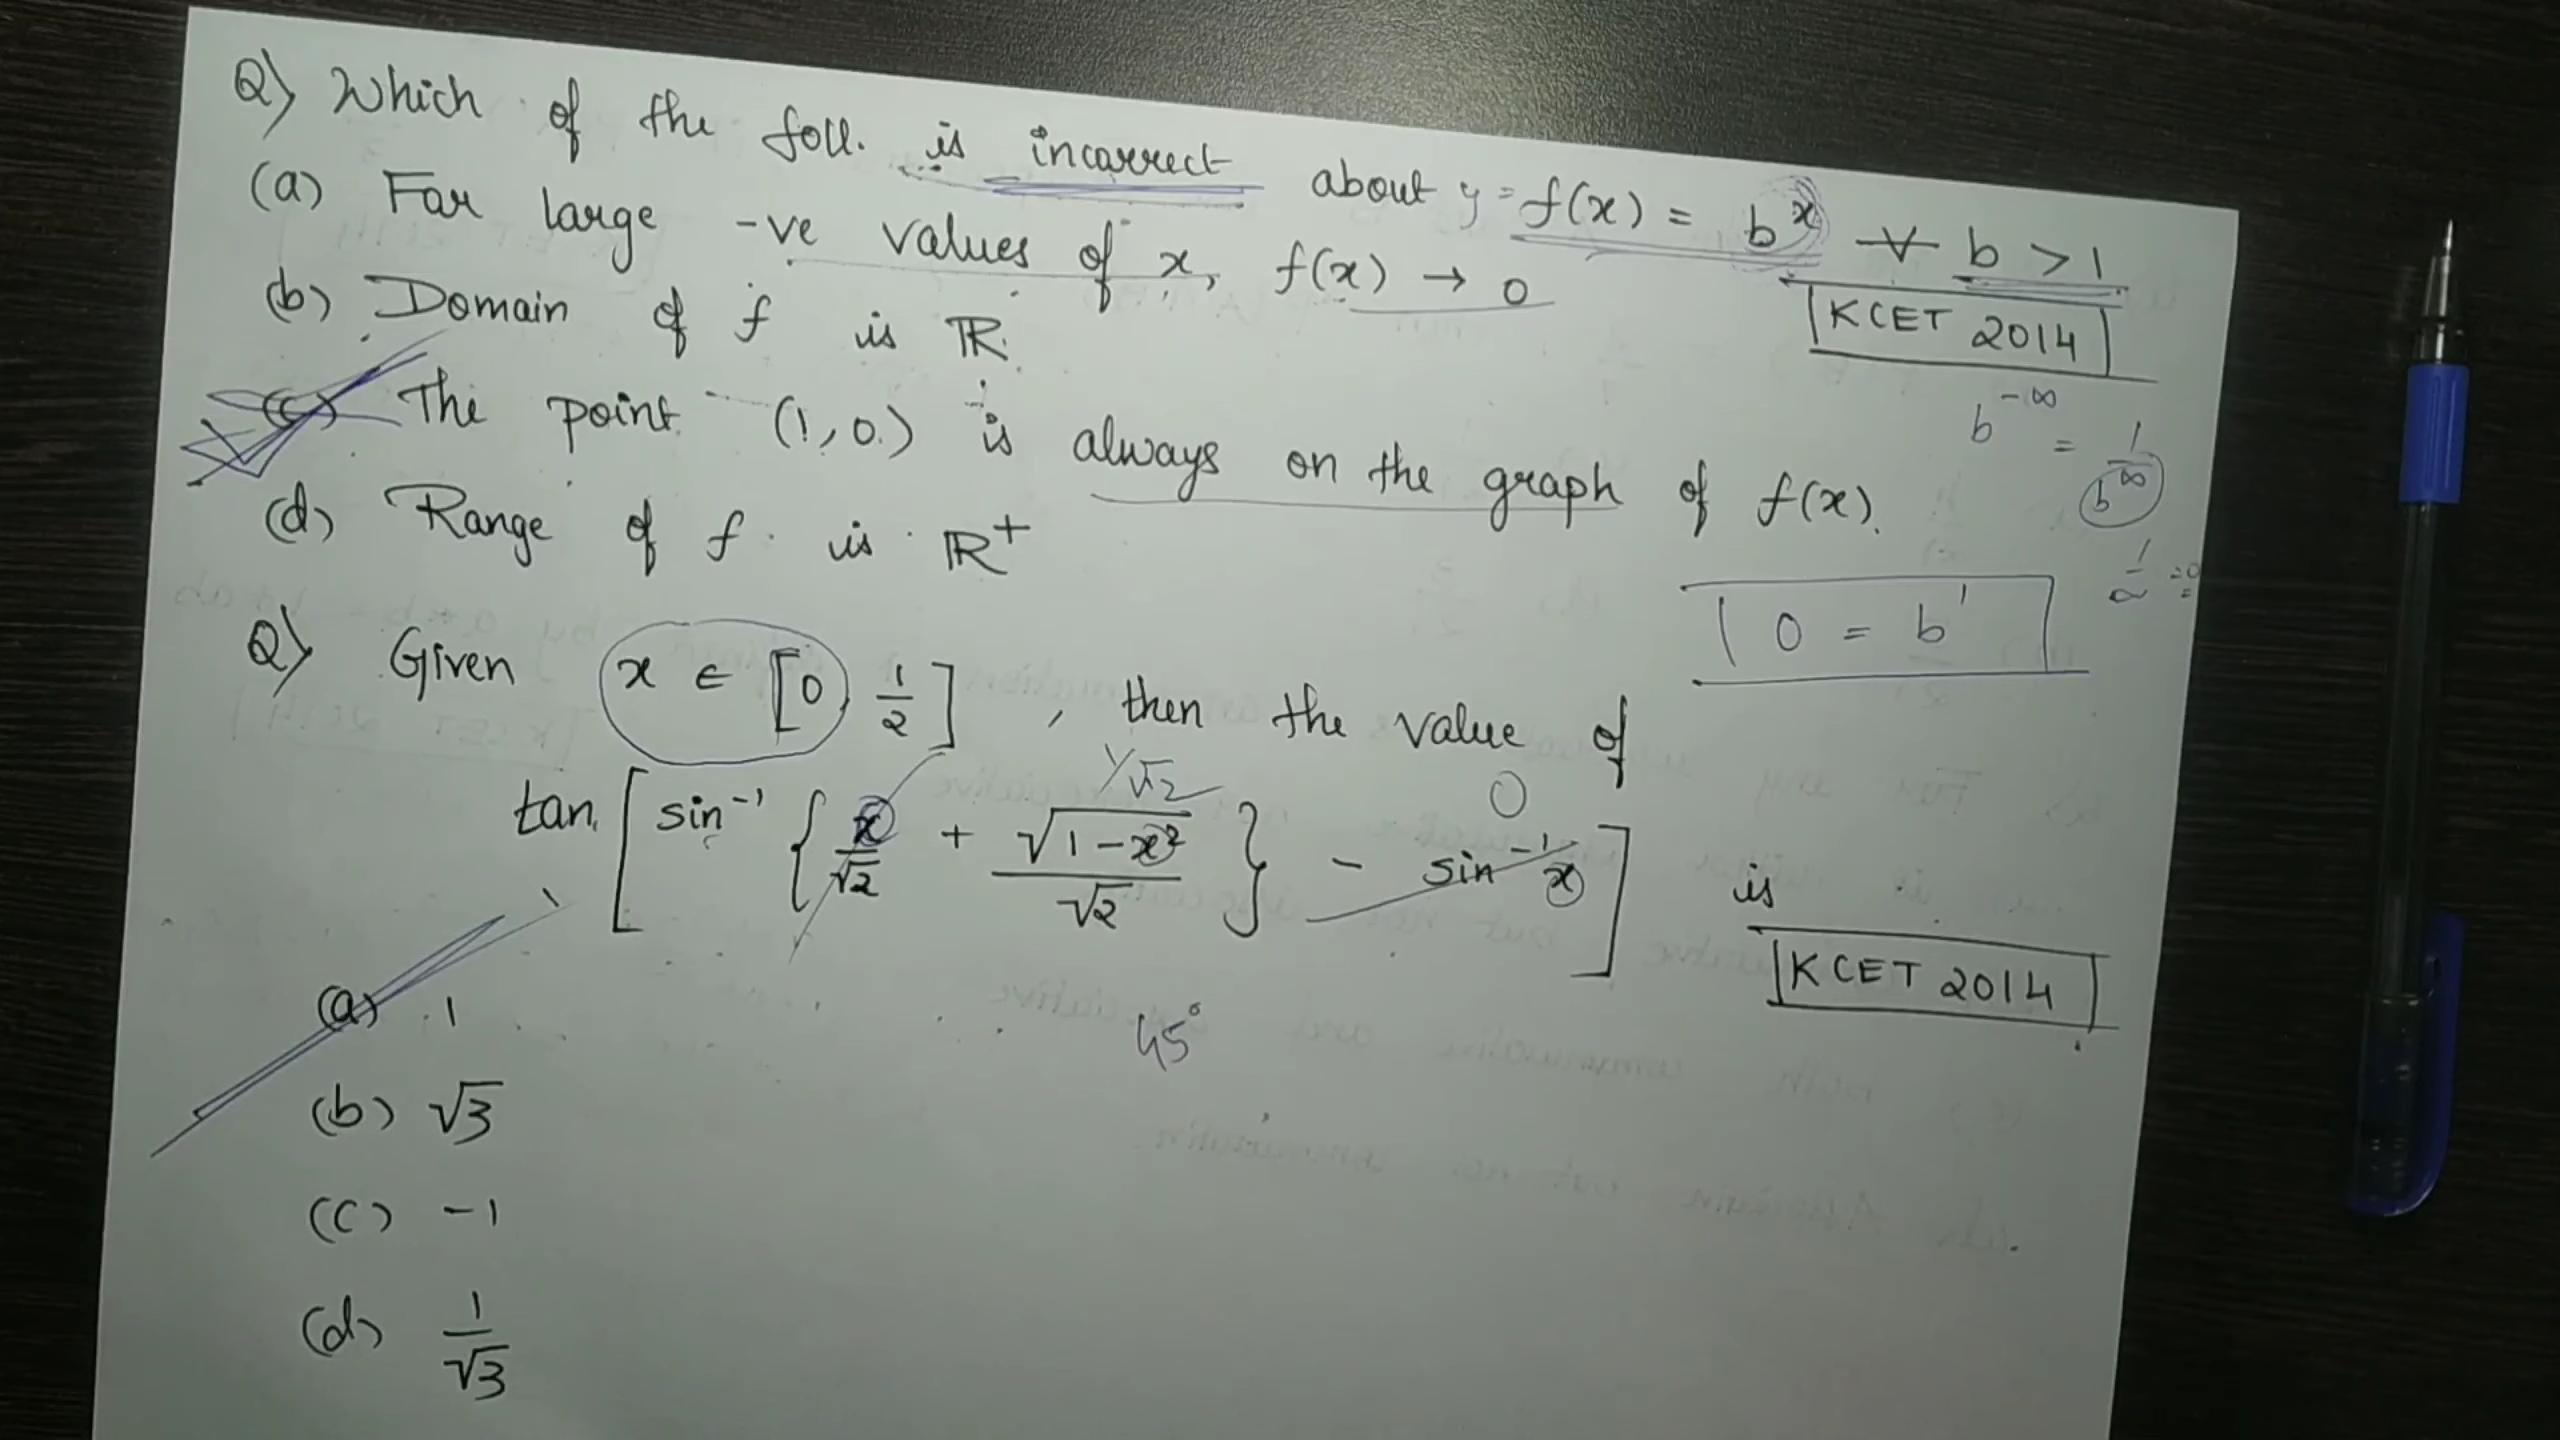 Q) Which of the foll. is incorrect about y = f(x) = b^x ∀ b > 1
(a) For large -ve values of x, f(x) → 0
KCET 2014
(b) Domain of f is ℝ.
b^-∞ = 1/b^∞
(c) The point (1,0) is always on the graph of f(x).
1/∞ = 0
(d) Range of f is ℝ+
0 = b^1
Q) Given x ∈ [0, 1/2], then the value of
1/√2
0
tan [ sin^-1 { x/√2 + √(1-x^2)/√2 } - sin^-1 x ] is
KCET 2014
(a) 1
45°
(b) √3
(c) -1
(d) 1/√3